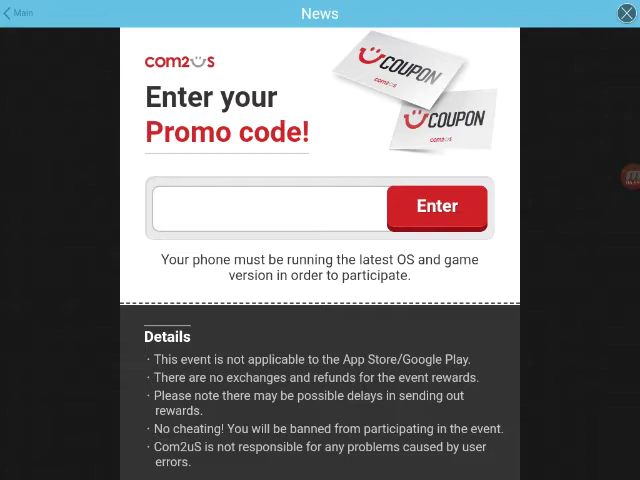 Main
News
com2us
Enter your
Promo code!
COUPON
com2us
COUPON
com2us
Enter
Your phone must be running the latest OS and game
version in order to participate.
Details
· This event is not applicable to the App Store/Google Play.
· There are no exchanges and refunds for the event rewards.
· Please note there may be possible delays in sending out
rewards.
· No cheating! You will be banned from participating in the event.
· Com2uS is not responsible for any problems caused by user
errors.